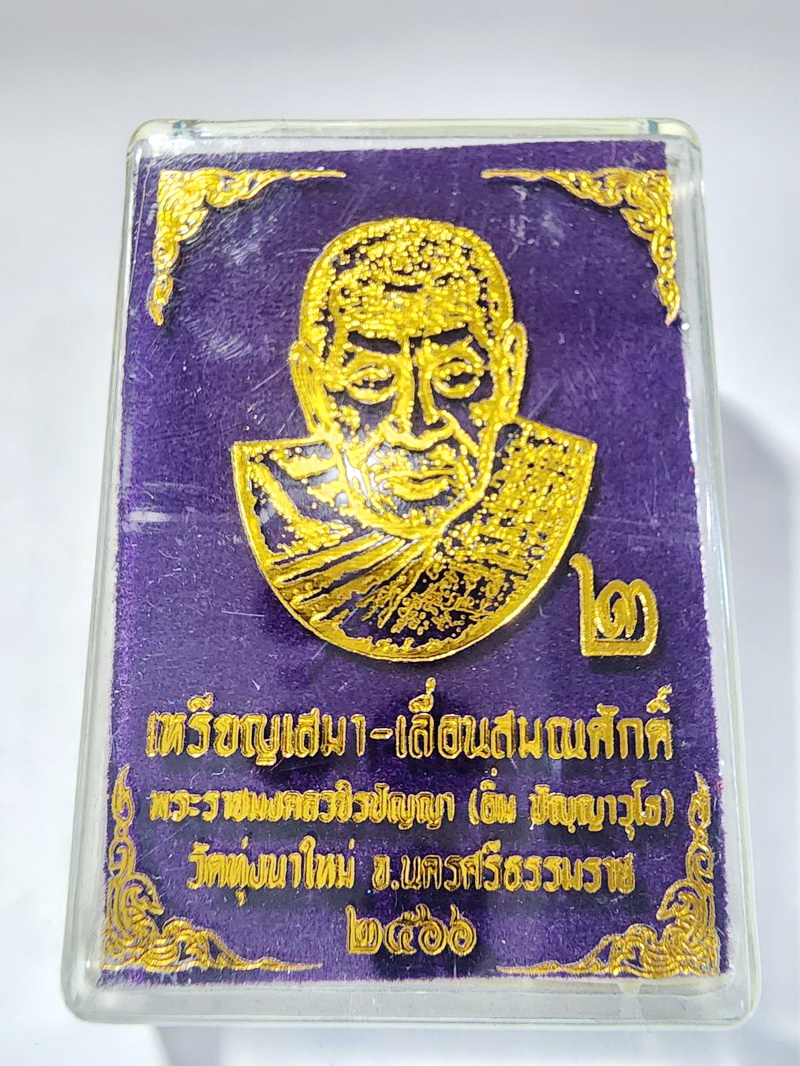 ๒
เหรียญเสมา-เลื่อนสมณศักดิ์
พระราชมงคลวชิรปัญญา (อิ่ม ปัญญาวุโธ)
วัดทุ่งนาใหม่ จ.นครศรีธรรมราช
๒๕๖๖